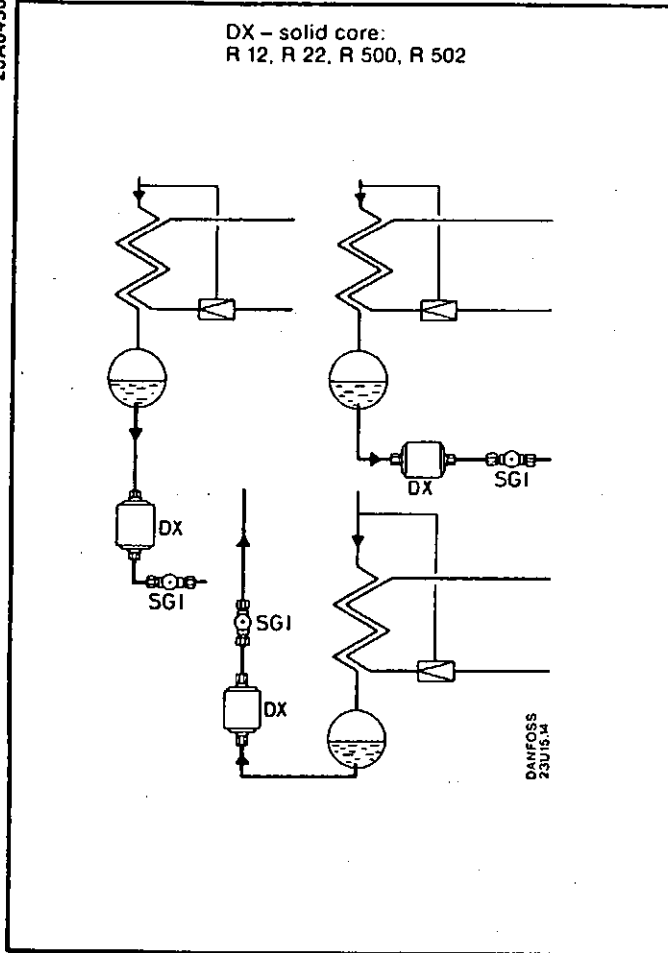 DX – solid core:
R 12, R 22, R 500, R 502
DX
SGI
DX
SGI
SGI
DX
DANFOSS
23U15.14